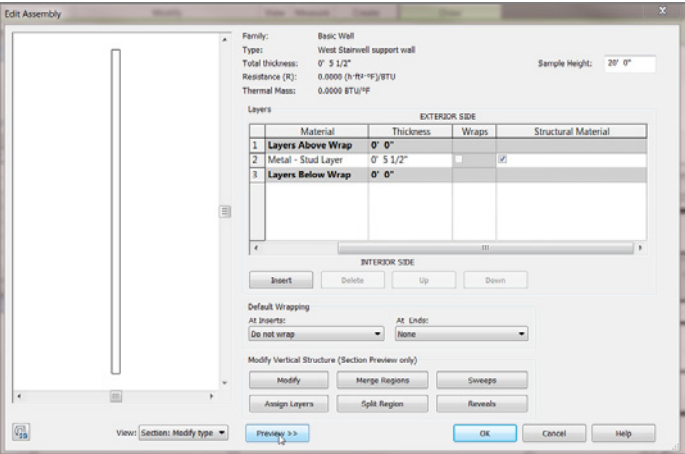 Edit Assembly
Family: Basic Wall
Type: West Stairwell support wall
Total thickness: 0' 5 1/2" Sample Height: 20' 0"
Resistance (R): 0.0000 (h·ft²·°F)/BTU
Thermal Mass: 0.0000 BTU/°F
Layers
EXTERIOR SIDE
Material Thickness Wraps Structural Material
1 Layers Above Wrap 0' 0"
2 Metal - Stud Layer 0' 5 1/2"
3 Layers Below Wrap 0' 0"
INTERIOR SIDE
Insert Delete Up Down
Default Wrapping
At Inserts: At Ends:
Do not wrap None
Modify Vertical Structure (Section Preview only)
Modify Merge Regions Sweeps
Assign Layers Split Region Reveals
View: Section: Modify type Preview >> OK Cancel Help